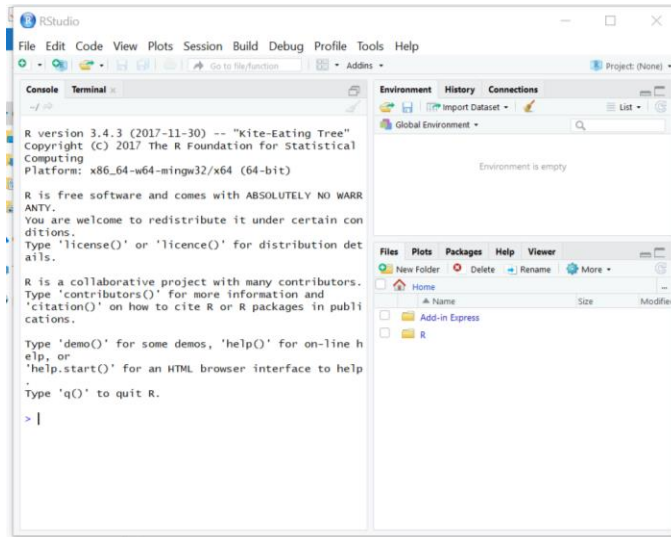 RStudio
File Edit Code View Plots Session Build Debug Profile Tools Help
Go to file/function Addins Project: (None)
Console Terminal
~/
R version 3.4.3 (2017-11-30) -- "Kite-Eating Tree"
Copyright (C) 2017 The R Foundation for Statistical
Computing
Platform: x86_64-w64-mingw32/x64 (64-bit)
R is free software and comes with ABSOLUTELY NO WARR
ANTY.
You are welcome to redistribute it under certain con
ditions.
Type 'license()' or 'licence()' for distribution det
ails.
R is a collaborative project with many contributors.
Type 'contributors()' for more information and
'citation()' on how to cite R or R packages in publi
cations.
Type 'demo()' for some demos, 'help()' for on-line h
elp, or
'help.start()' for an HTML browser interface to help
.
Type 'q()' to quit R.
>
Environment History Connections
Import Dataset List
Global Environment
Environment is empty
Files Plots Packages Help Viewer
New Folder Delete Rename More
Home
Name Size Modifie
Add-in Express
R